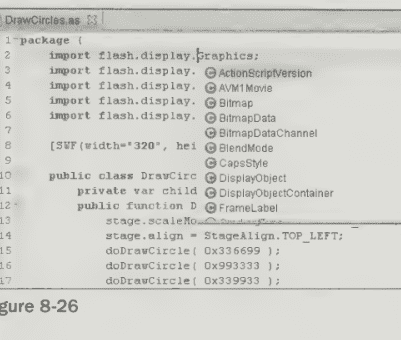 DrawCircles.as
1 package {
2 import flash.display.Graphics;
3 import flash.display. ActionScriptVersion
4 import flash.display. AVM1Movie
5 import flash.display. Bitmap
6 import flash.display. BitmapData
7 BitmapDataChannel
8 [SWF(width="320", hei BlendMode
9 CapsStyle
10 public class DrawCirc DisplayObject
11 private var child DisplayObjectContainer
12 public function D FrameLabel
13 stage.scaleMo
14 stage.align = StageAlign.TOP_LEFT;
15 doDrawCircle( 0x336699 );
16 doDrawCircle( 0x993333 );
17 doDrawCircle( 0x339933 );
gure 8-26